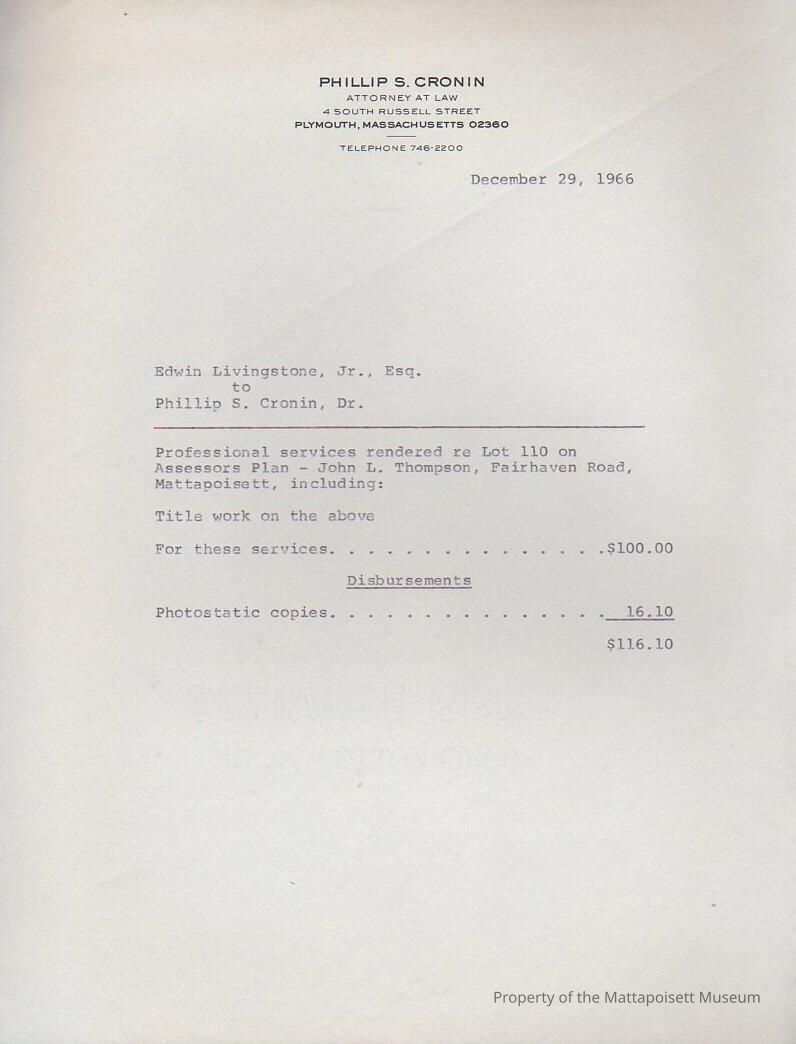 PHILLIP S. CRONIN
ATTORNEY AT LAW
4 SOUTH RUSSELL STREET
PLYMOUTH, MASSACHUSETTS 02360
TELEPHONE 746-2200
December 29, 1966
Edwin Livingstone, Jr., Esq.
to
Phillip S. Cronin, Dr.
Professional services rendered re Lot 110 on
Assessors Plan - John L. Thompson, Fairhaven Road,
Mattapoisett, including:
Title work on the above
For these services. . . . . . . . . . . . . . .$100.00
Disbursements
Photostatic copies. . . . . . . . . . . . . . . 16.10
$116.10
Property of the Mattapoisett Museum